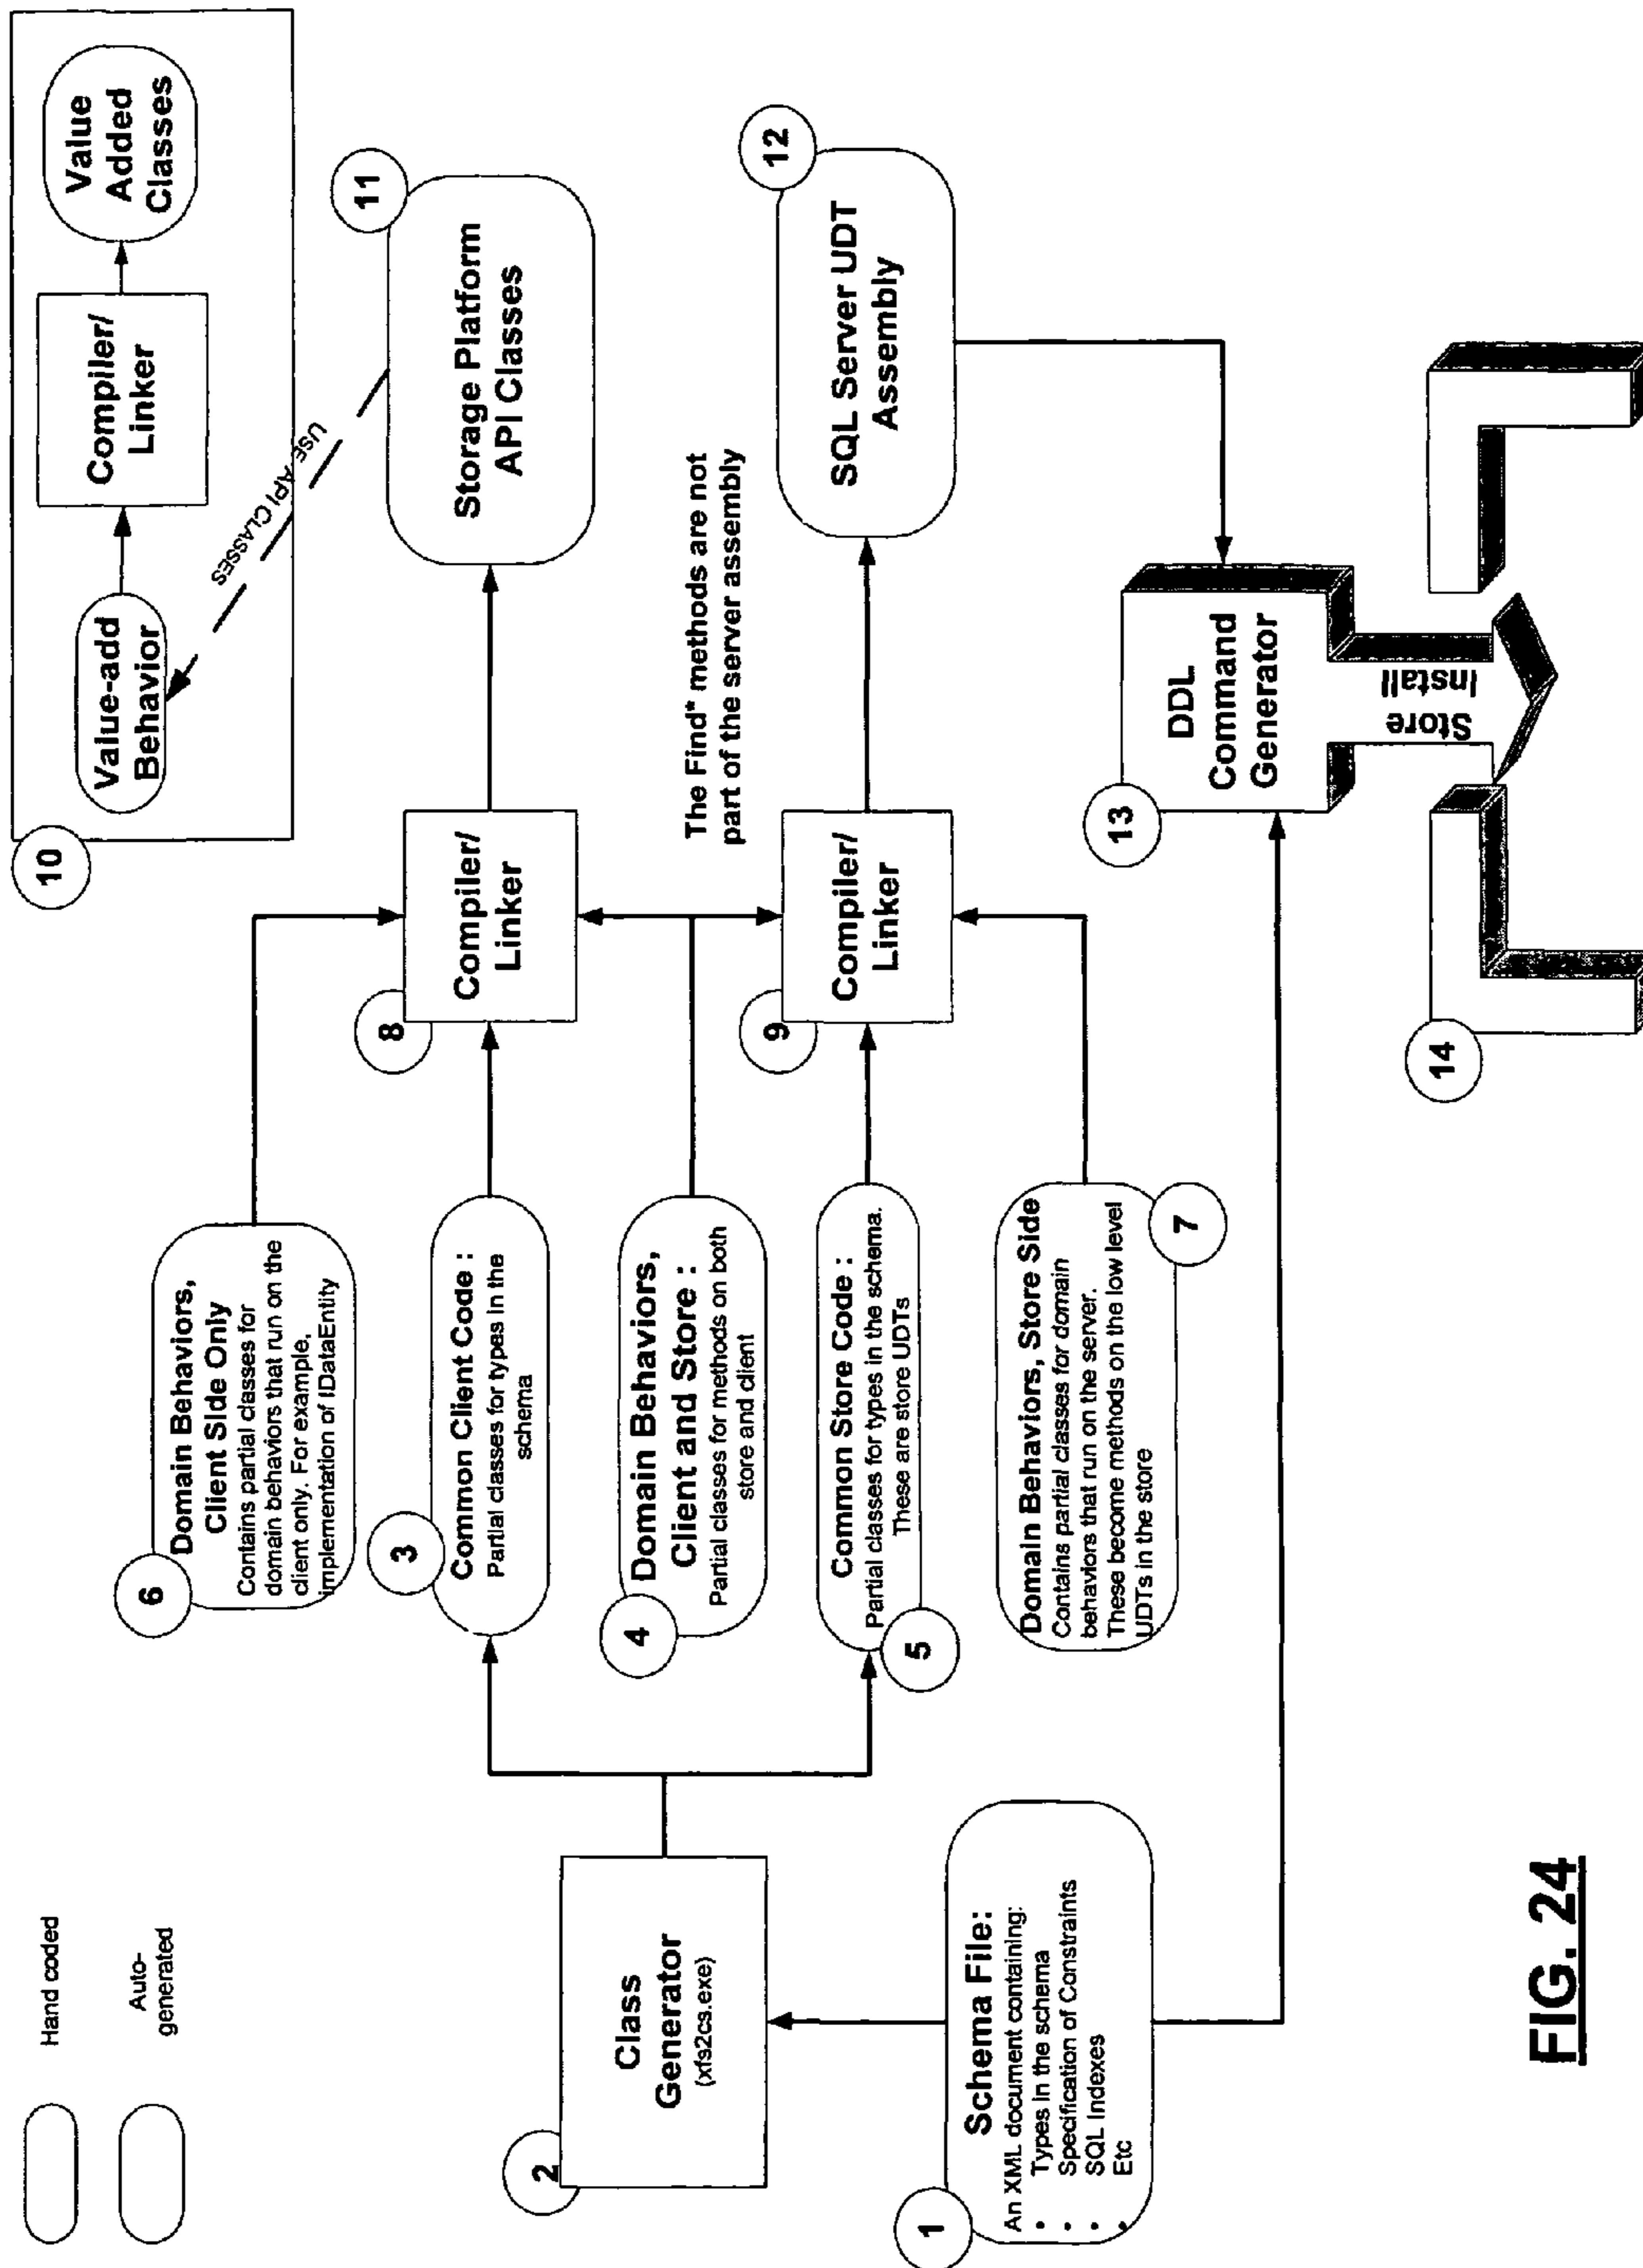 Hand coded
Auto-
generated
10
Value-add
Behavior
Compiler/
Linker
Value
Added
Classes
USE API CLASSES
6
Domain Behaviors,
Client Side Only
Contains partial classes for
domain behaviors that run on the
client only. For example,
implementation of IDataEntity
3
Common Client Code :
Partial classes for types in the
schema
8
Compiler/
Linker
11
Storage Platform
API Classes
2
Class
Generator
(xfs2cs.exe)
4
Domain Behaviors,
Client and Store :
Partial classes for methods on both
store and client
The Find* methods are not
part of the server assembly
5
Common Store Code :
Partial classes for types in the schema.
These are store UDTs
9
Compiler/
Linker
12
SQL Server UDT
Assembly
1
Schema File:
An XML document containing:
• Types in the schema
• Specification of Constraints
• SQL Indexes
• Etc
7
Domain Behaviors, Store Side
Contains partial classes for domain
behaviors that run on the server.
These become methods on the low level
UDTs in the store
13
DDL
Command
Generator
Store
Install
14
FIG. 24